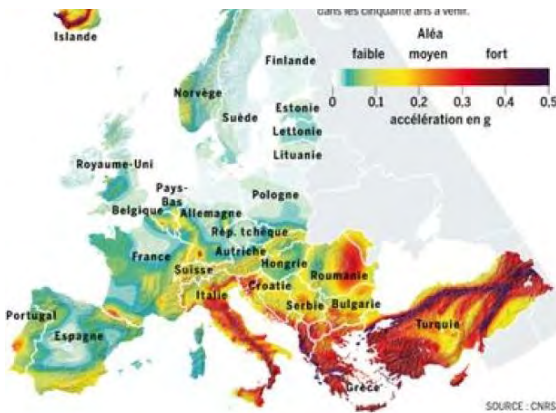 dans les cinquante ans à venir.
Aléa
faible moyen fort
0 0,1 0,2 0,3 0,4 0,5
accélération en g
Islande
Finlande
Norvège
Suède
Estonie
Lettonie
Lituanie
Royaume-Uni
Pays-
Bas
Belgique
Allemagne
Pologne
Rép. tchèque
France
Autriche
Suisse
Hongrie
Roumanie
Italie
Croatie
Serbie
Bulgarie
Portugal
Espagne
Turquie
Grèce
SOURCE : CNRS